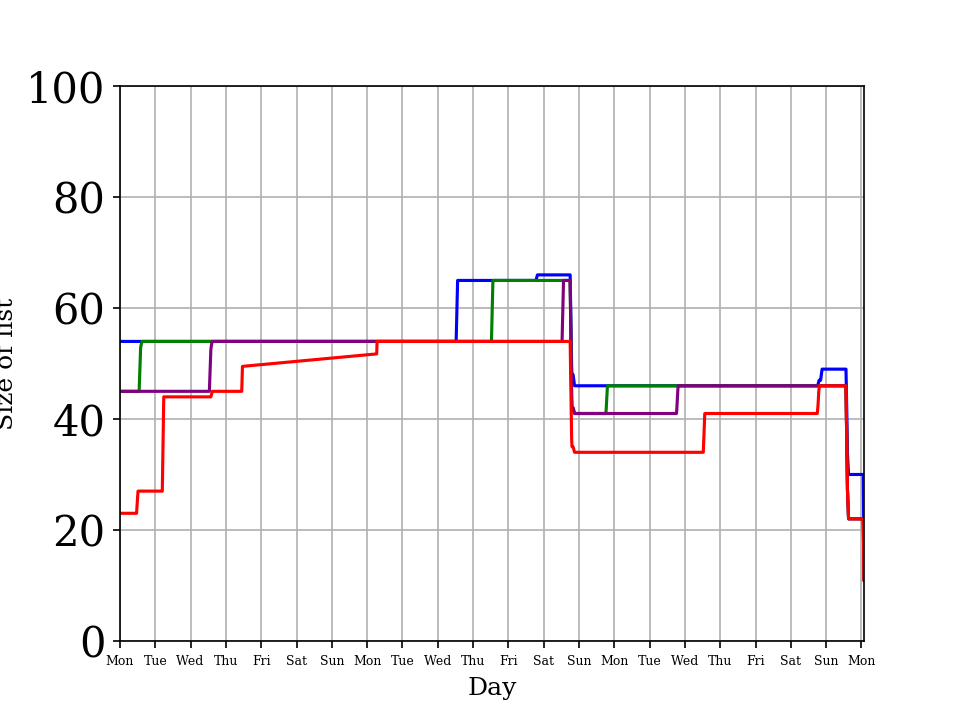 100
80
60
40
20
0
Size of list
Mon Tue Wed Thu Fri Sat Sun Mon Tue Wed Thu Fri Sat Sun Mon Tue Wed Thu Fri Sat Sun Mon
Day